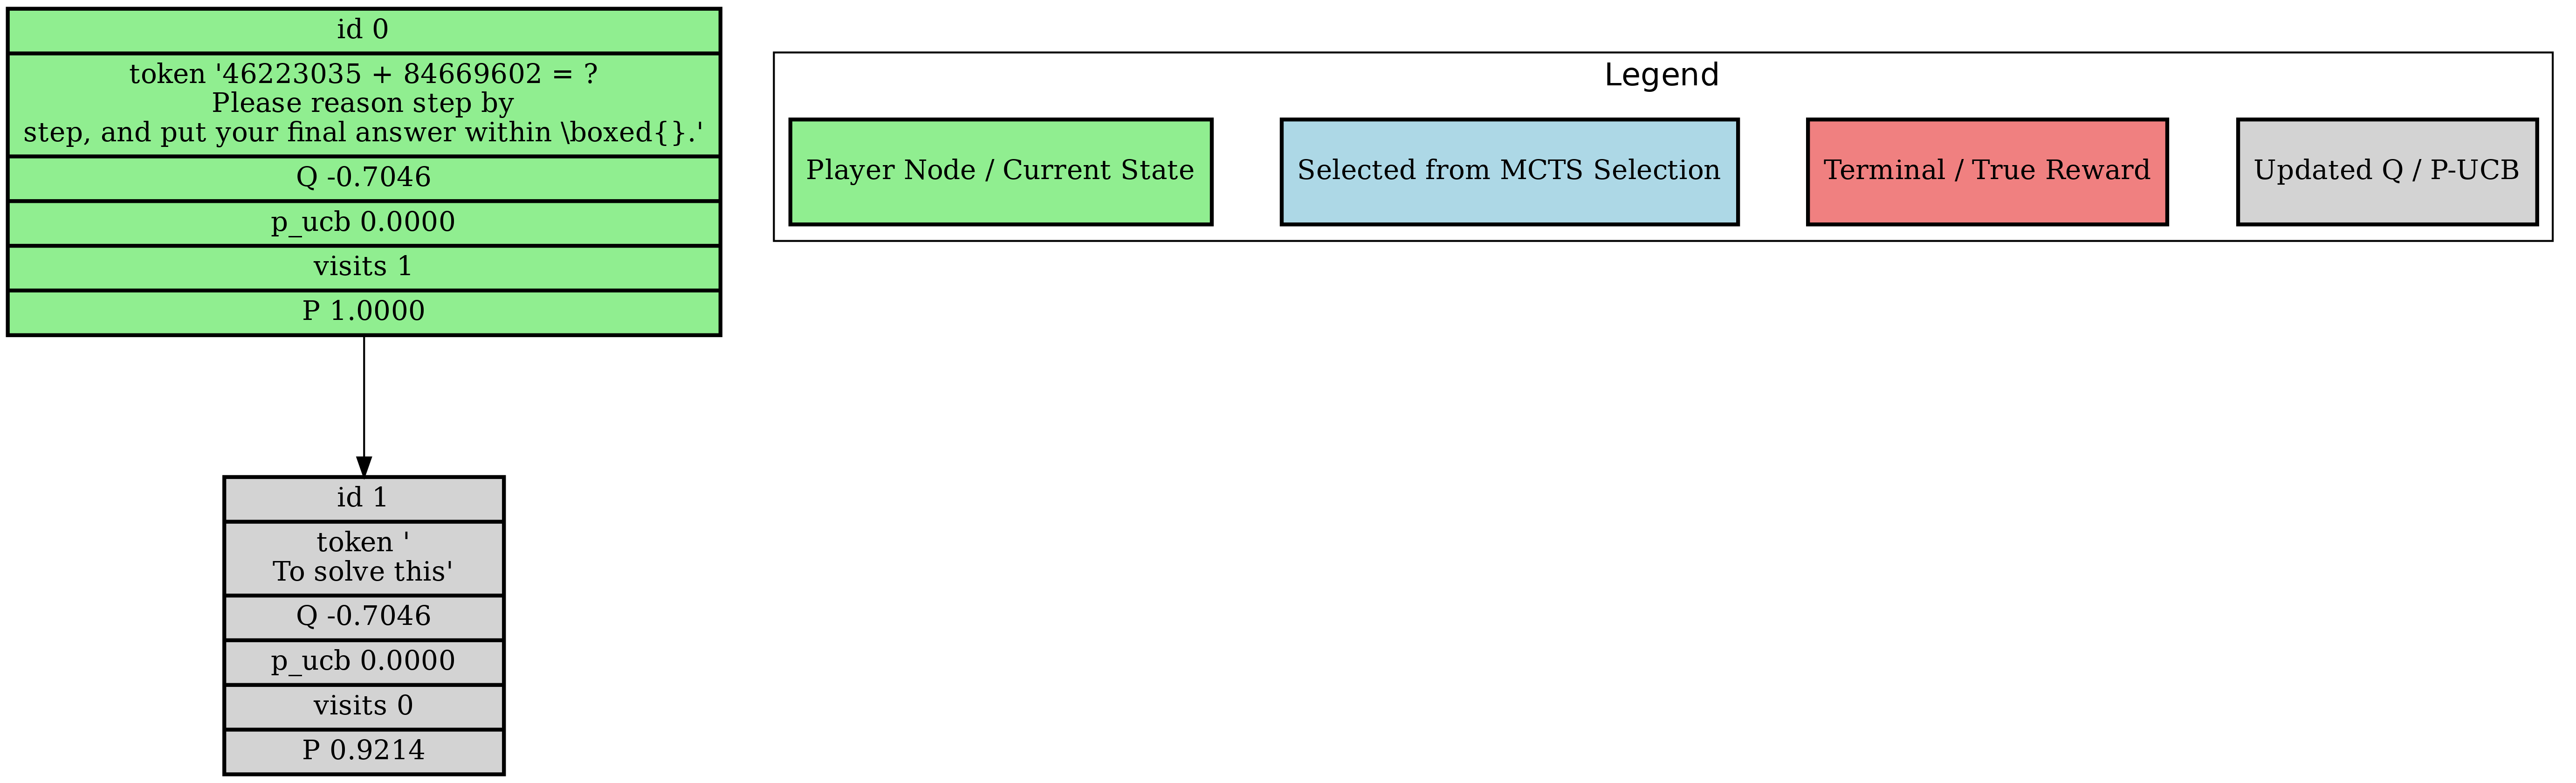 id 0
token '46223035 + 84669602 = ?
Please reason step by
step, and put your final answer within \boxed{}.'
Q -0.7046
p_ucb 0.0000
visits 1
P 1.0000
Legend
Player Node / Current State
Selected from MCTS Selection
Terminal / True Reward
Updated Q / P-UCB
id 1
token '
To solve this'
Q -0.7046
p_ucb 0.0000
visits 0
P 0.9214